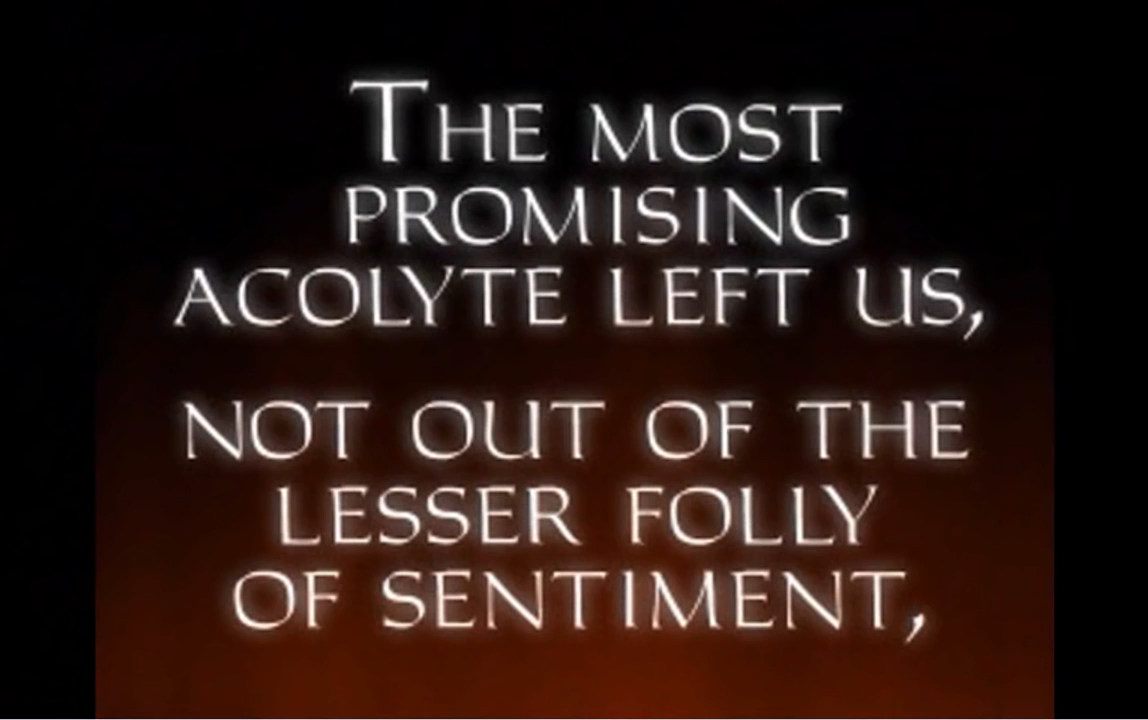 THE MOST
PROMISING
ACOLYTE LEFT US,
NOT OUT OF THE
LESSER FOLLY
OF SENTIMENT,